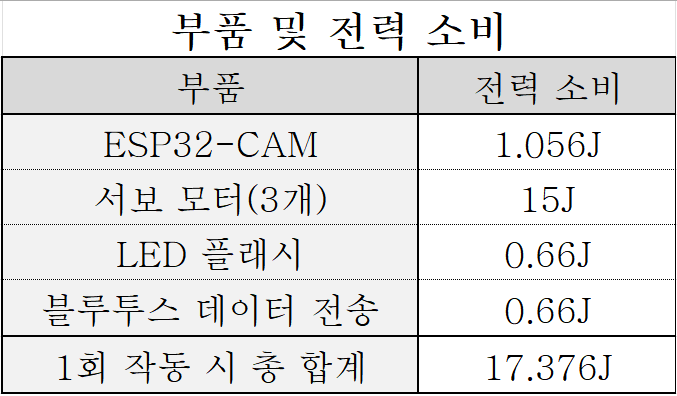 부품 및 전력 소비
부품 전력 소비
ESP32-CAM 1.056J
서보 모터(3개) 15J
LED 플래시 0.66J
블루투스 데이터 전송 0.66J
1회 작동 시 총 합계 17.376J